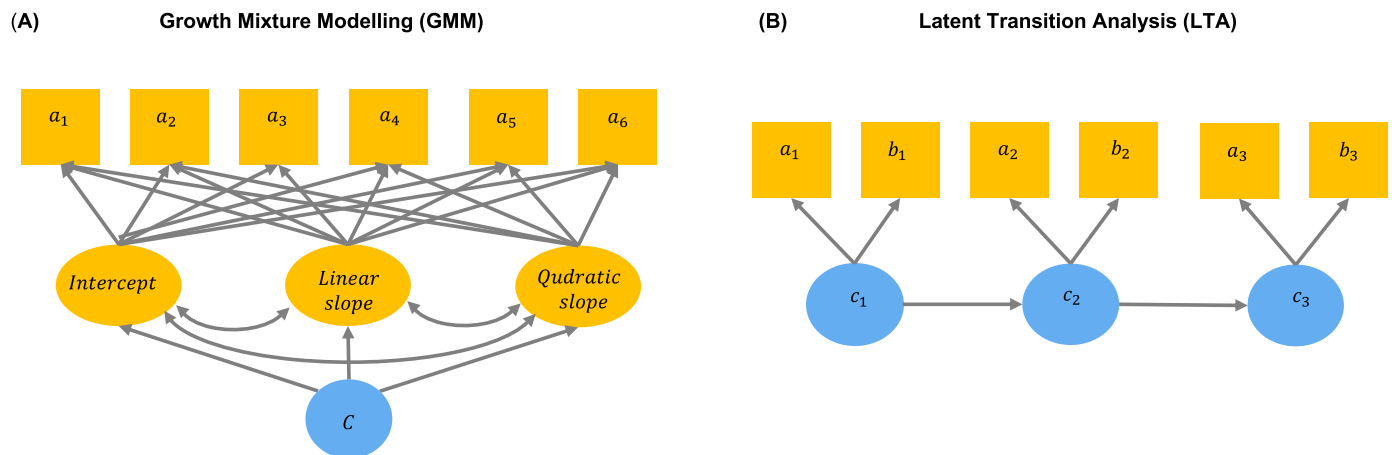 (A) Growth Mixture Modelling (GMM)
a₁ a₂ a₃ a₄ a₅ a₆
Intercept
Linear
slope
Qudratic
slope
C
(B) Latent Transition Analysis (LTA)
a₁ b₁ a₂ b₂ a₃ b₃
c₁ c₂ c₃